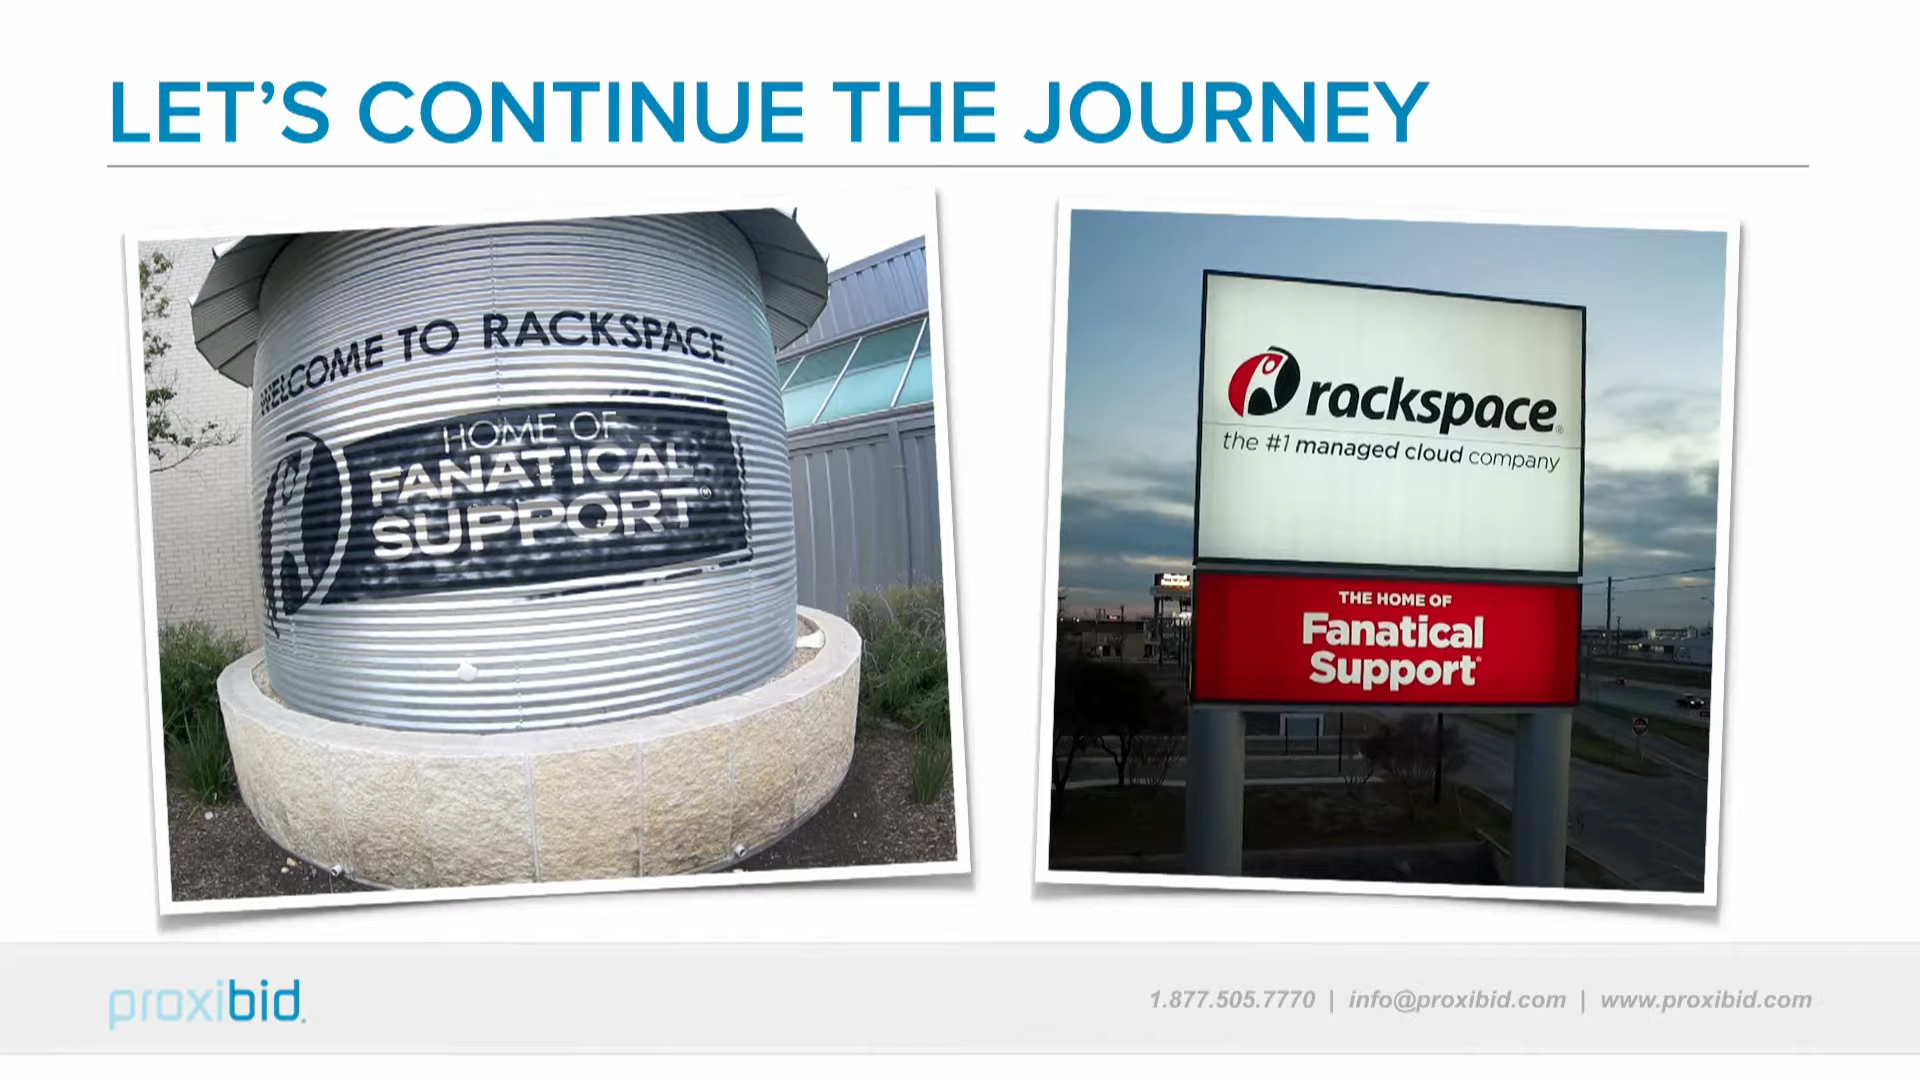 LET'S CONTINUE THE JOURNEY
WELCOME TO RACKSPACE
HOME OF
FANATICAL
SUPPORT®
rackspace®
the #1 managed cloud company
THE HOME OF
Fanatical
Support
proxibid
1.877.505.7770 | info@proxibid.com | www.proxibid.com